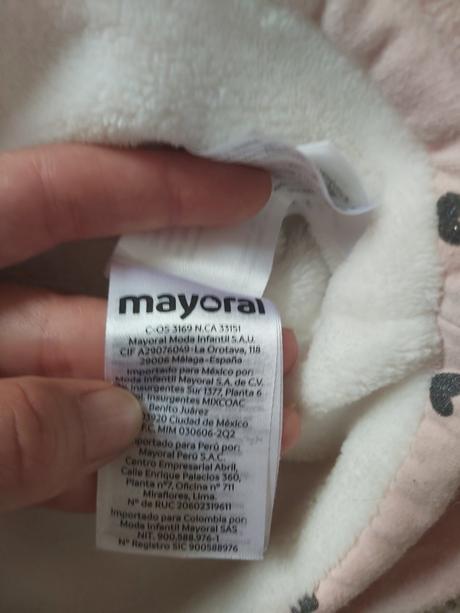 mayoral
C-OS 3169 N.CA 33151
Mayoral Moda Infantil S.A.U.
CIF A29076049-La Orotava, 118
29006 Málaga-España
Importado para México por:
Moda Infantil Mayoral S.A. de C.V.
Insurgentes Sur 1377, Planta 6
Insurgentes MIXCOAC
Benito Juárez
03920 Ciudad de México
F.C. MIM 030606-2Q2
Importado para Perú por:
Mayoral Perú S.A.C.
Centro Empresarial Abril,
Calle Enrique Palacios 360,
Planta nº7, Oficina nº 711
Miraflores, Lima.
Nº de RUC 20602319611
Importado para Colombia por:
Moda Infantil Mayoral SAS
NIT. 900.588.976-1
Nº Registro SIC 900588976